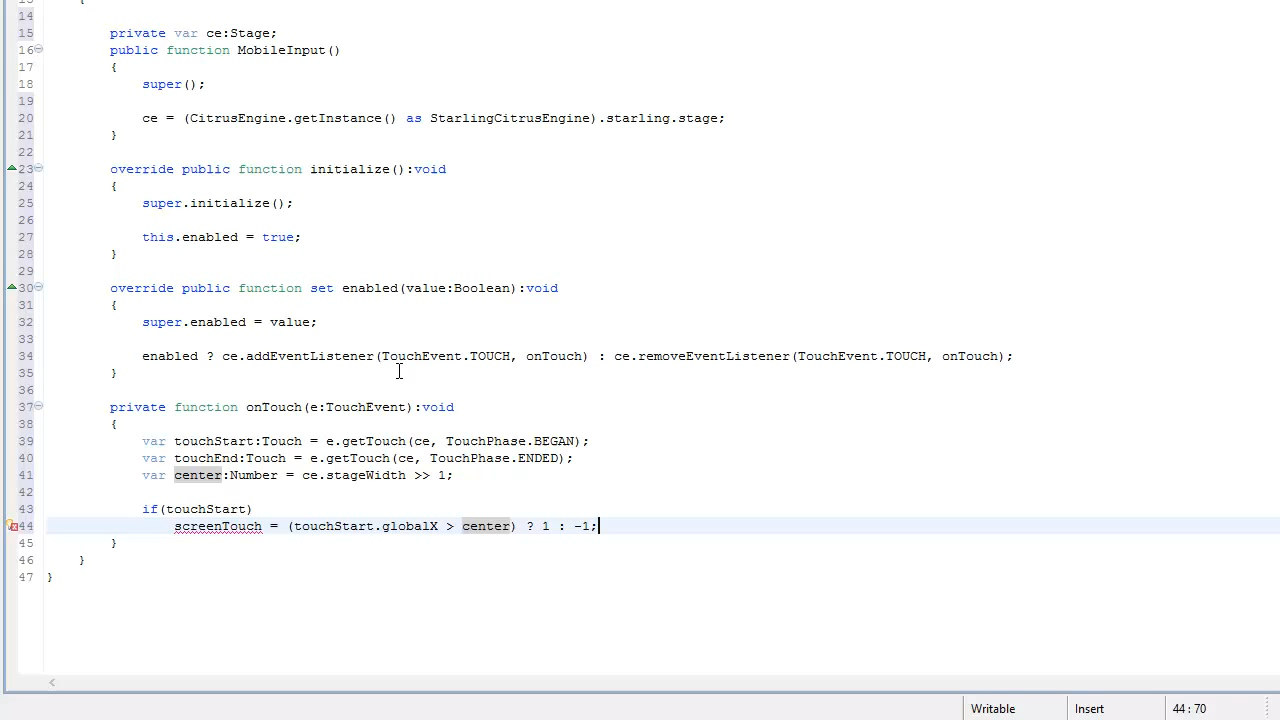 14
15 private var ce:Stage;
16 public function MobileInput()
17 {
18 super();
19
20 ce = (CitrusEngine.getInstance() as StarlingCitrusEngine).starling.stage;
21 }
22
23 override public function initialize():void
24 {
25 super.initialize();
26
27 this.enabled = true;
28 }
29
30 override public function set enabled(value:Boolean):void
31 {
32 super.enabled = value;
33
34 enabled ? ce.addEventListener(TouchEvent.TOUCH, onTouch) : ce.removeEventListener(TouchEvent.TOUCH, onTouch);
35 }
36
37 private function onTouch(e:TouchEvent):void
38 {
39 var touchStart:Touch = e.getTouch(ce, TouchPhase.BEGAN);
40 var touchEnd:Touch = e.getTouch(ce, TouchPhase.ENDED);
41 var center:Number = ce.stageWidth >> 1;
42
43 if(touchStart)
44 screenTouch = (touchStart.globalX > center) ? 1 : -1;
45 }
46 }
47 }
Writable Insert 44 : 70